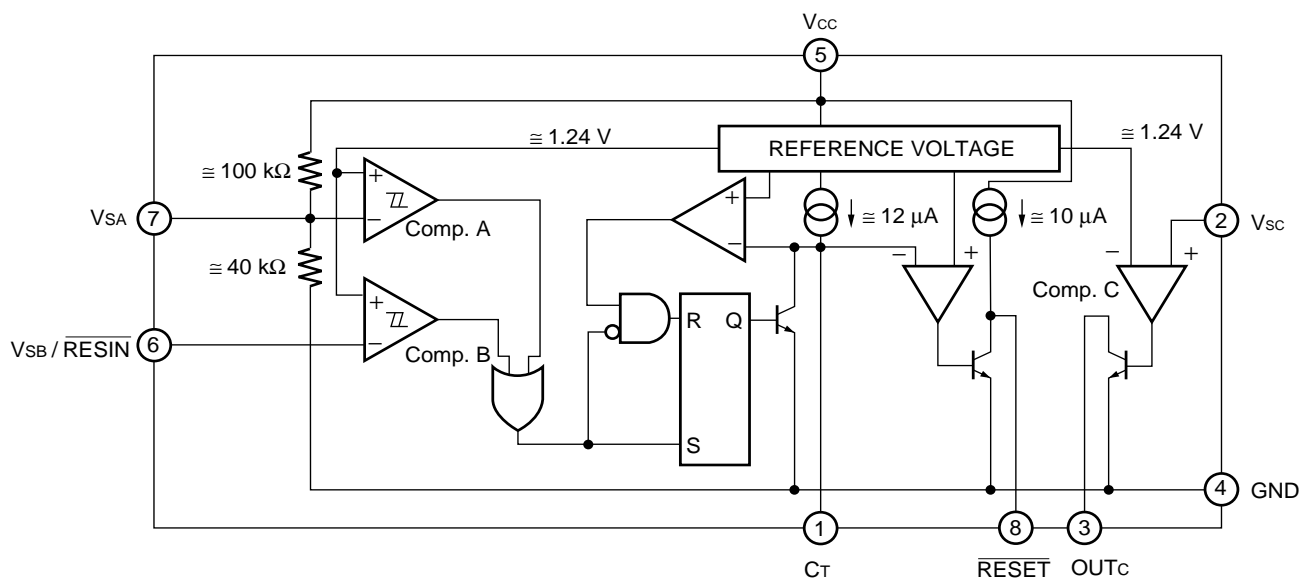 VCC
5
≅ 1.24 V
REFERENCE VOLTAGE
≅ 1.24 V
≅ 100 kΩ
+
−
Comp. A
VSA
7
+
−
≅ 12 µA
≅ 10 µA
2
VSC
≅ 40 kΩ
−
+
−
+
Comp. C
+
−
Comp. B
VSB / RESIN
6
R
Q
S
4
GND
1
8
3
CT
RESET
OUTC